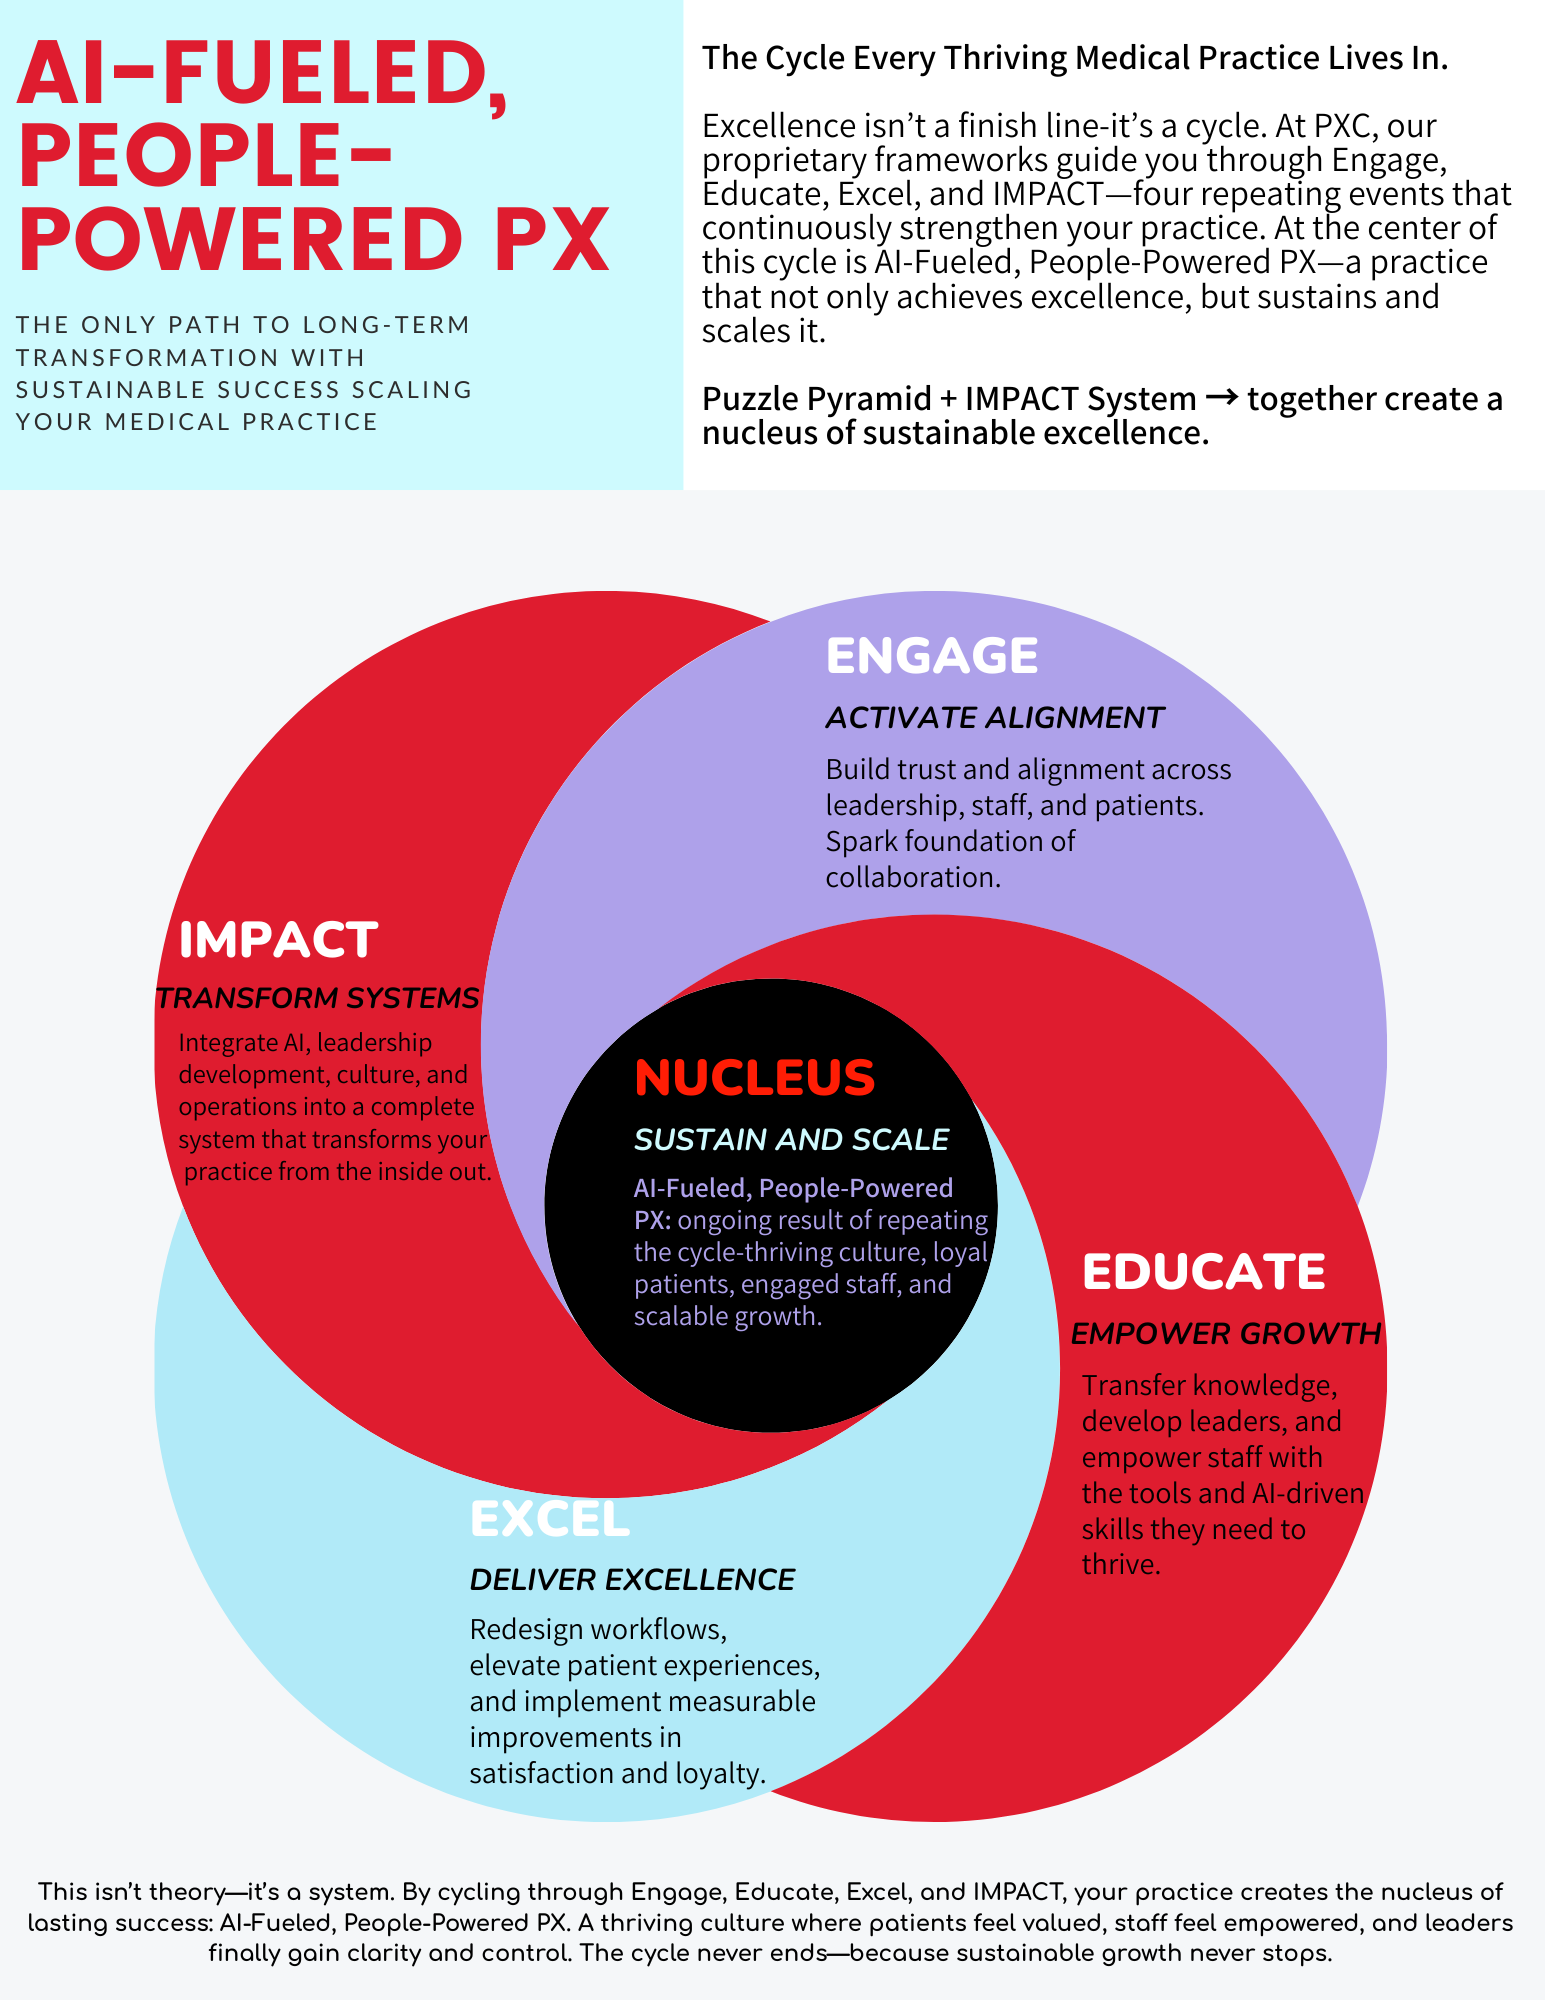 AI-FUELED,
PEOPLE-
POWERED PX
THE ONLY PATH TO LONG-TERM
TRANSFORMATION WITH
SUSTAINABLE SUCCESS SCALING
YOUR MEDICAL PRACTICE
The Cycle Every Thriving Medical Practice Lives In.
Excellence isn’t a finish line-it’s a cycle. At PXC, our
proprietary frameworks guide you through Engage,
Educate, Excel, and IMPACT—four repeating events that
continuously strengthen your practice. At the center of
this cycle is AI-Fueled, People-Powered PX—a practice
that not only achieves excellence, but sustains and
scales it.
Puzzle Pyramid + IMPACT System → together create a
nucleus of sustainable excellence.
ENGAGE
ACTIVATE ALIGNMENT
Build trust and alignment across
leadership, staff, and patients.
Spark foundation of
collaboration.
IMPACT
TRANSFORM SYSTEMS
Integrate AI, leadership
development, culture, and
operations into a complete
system that transforms your
practice from the inside out.
NUCLEUS
SUSTAIN AND SCALE
AI-Fueled, People-Powered
PX: ongoing result of repeating
the cycle-thriving culture, loyal
patients, engaged staff, and
scalable growth.
EDUCATE
EMPOWER GROWTH
Transfer knowledge,
develop leaders, and
empower staff with
the tools and AI-driven
skills they need to
thrive.
EXCEL
DELIVER EXCELLENCE
Redesign workflows,
elevate patient experiences,
and implement measurable
improvements in
satisfaction and loyalty.
This isn’t theory—it’s a system. By cycling through Engage, Educate, Excel, and IMPACT, your practice creates the nucleus of
lasting success: AI-Fueled, People-Powered PX. A thriving culture where patients feel valued, staff feel empowered, and leaders
finally gain clarity and control. The cycle never ends—because sustainable growth never stops.